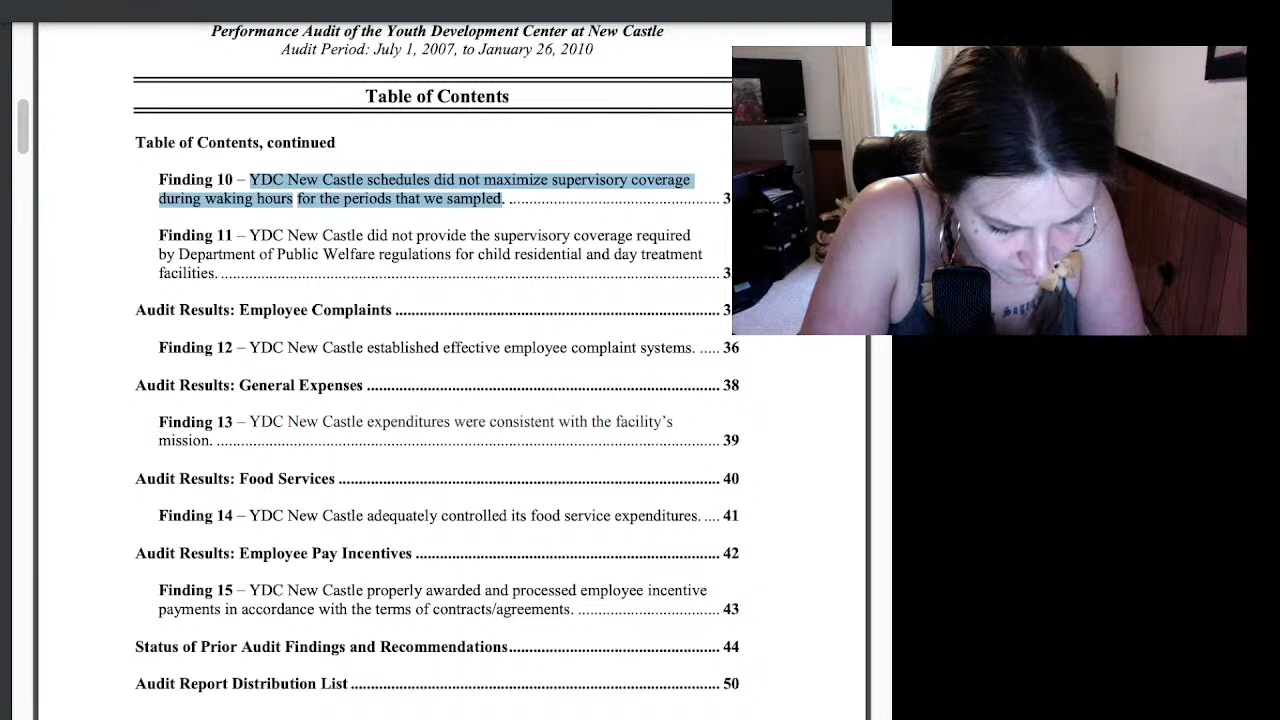 Performance Audit of the Youth Development Center at New Castle
Audit Period: July 1, 2007, to January 26, 2010
Table of Contents
Table of Contents, continued
Finding 10 – YDC New Castle schedules did not maximize supervisory coverage
during waking hours for the periods that we sampled. .................................................... 3
Finding 11 – YDC New Castle did not provide the supervisory coverage required
by Department of Public Welfare regulations for child residential and day treatment
facilities. ............................................................................................................................ 3
Audit Results: Employee Complaints ................................................................................ 3
Finding 12 – YDC New Castle established effective employee complaint systems. ..... 36
Audit Results: General Expenses ...................................................................................... 38
Finding 13 – YDC New Castle expenditures were consistent with the facility’s
mission. ............................................................................................................................. 39
Audit Results: Food Services ............................................................................................. 40
Finding 14 – YDC New Castle adequately controlled its food service expenditures. .... 41
Audit Results: Employee Pay Incentives ........................................................................... 42
Finding 15 – YDC New Castle properly awarded and processed employee incentive
payments in accordance with the terms of contracts/agreements. ................................... 43
Status of Prior Audit Findings and Recommendations..................................................... 44
Audit Report Distribution List .......................................................................................... 50